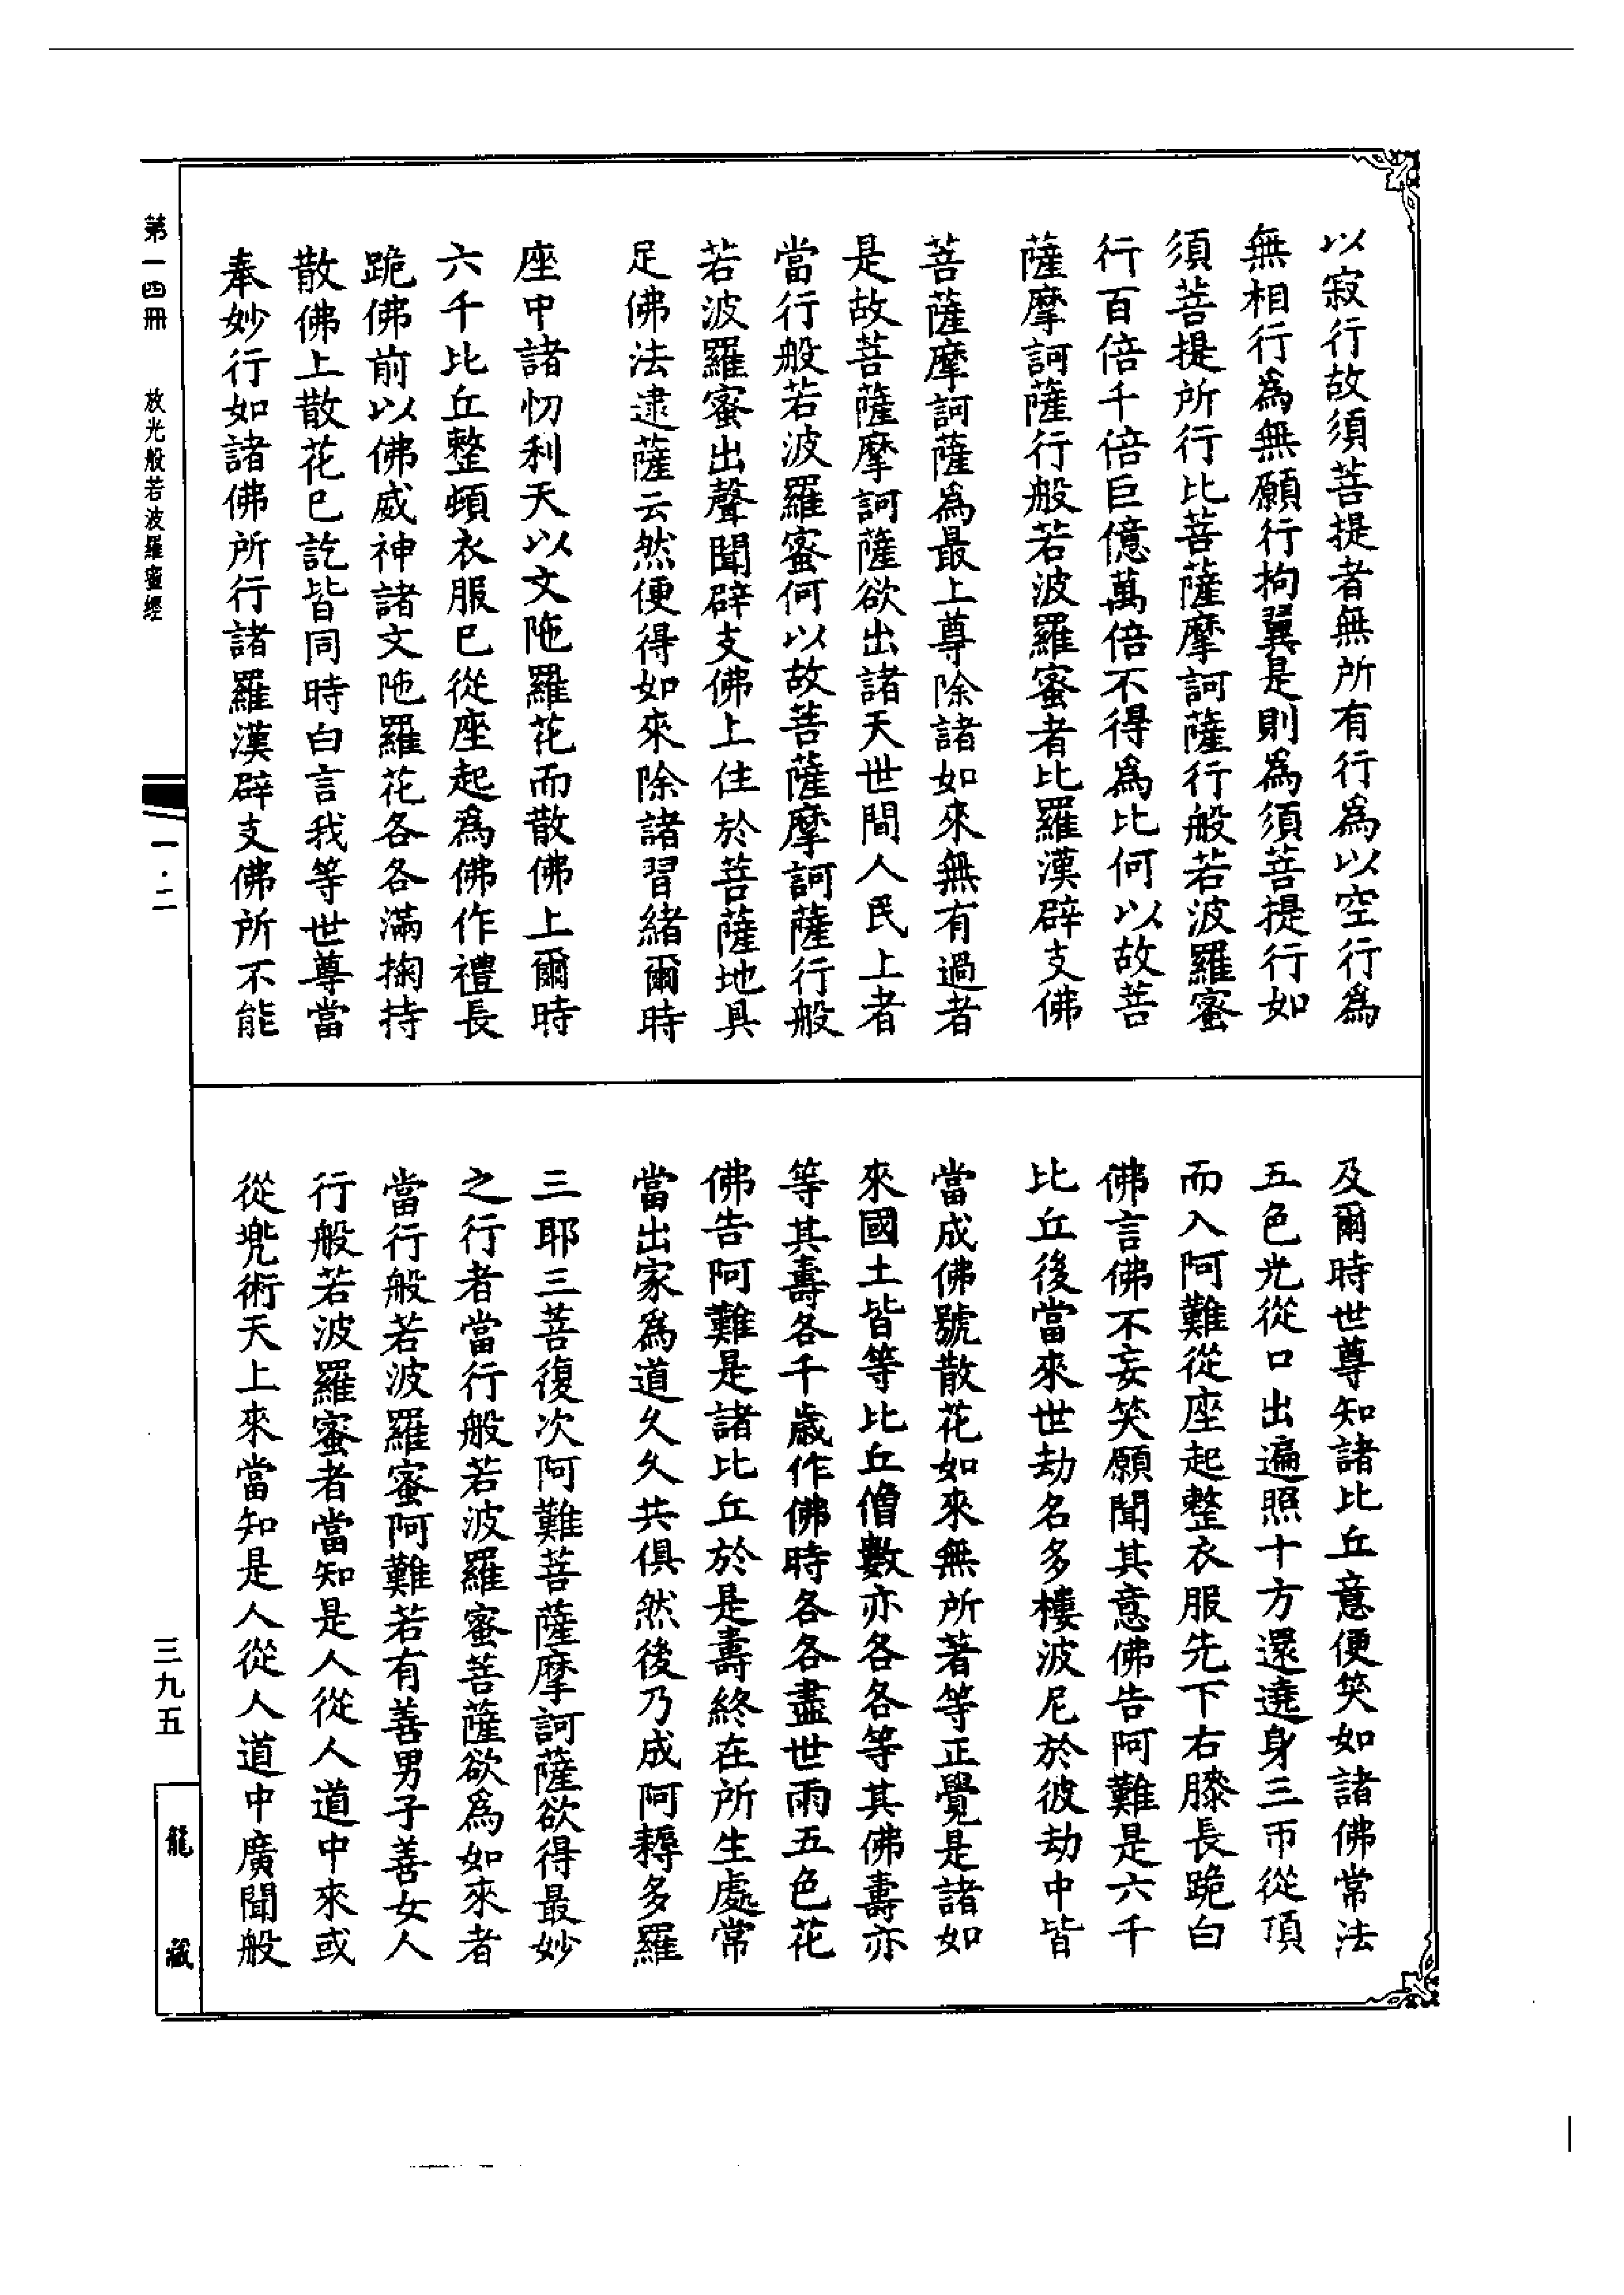 以寂行故須菩提者無所有行為以空行為
無相行為無願行拘翼是則為須菩提行如
須菩提所行比菩薩摩訶薩行般若波羅蜜
行百倍千倍巨億萬倍不得為比何以故菩
薩摩訶薩行般若波羅蜜者比羅漢辟支佛
菩薩摩訶薩為最上尊除諸如來無有過者
是故菩薩摩訶薩欲出諸天世間人民上者
當行般若波羅蜜何以故菩薩摩訶薩行般
若波羅蜜出聲聞辟支佛上住於菩薩地具
足佛法逮薩云然便得如來除諸習緒爾時
座中諸忉利天以文陁羅花而散佛上爾時
六千比丘整頓衣服已從座起為佛作禮長
跪佛前以佛威神諸文陁羅花各各滿掬持
散佛上散花已訖皆同時白言我等世尊當
奉妙行如諸佛所行諸羅漢辟支佛所不能
及爾時世尊知諸比丘意便笑如諸佛常法
五色光從口出遍照十方還遶身三帀從頂
而入阿難從座起整衣服先下右膝長跪白
佛言佛不妄笑願聞其意佛告阿難是六千
比丘後當來世劫名多樓波尼於彼劫中皆
當成佛號散花如來無所著等正覺是諸如
來國土皆等比丘僧數亦各各等其佛壽亦
等其壽各千歲作佛時各各盡世雨五色花
佛告阿難是諸比丘於是壽終在所生處常
當出家為道久久共俱然後乃成阿耨多羅
三耶三菩復次阿難菩薩摩訶薩欲得最妙
之行者當行般若波羅蜜菩薩欲為如來者
當行般若波羅蜜阿難若有善男子善女人
行般若波羅蜜者當知是人從人道中來或
從兜術天上來當知是人從人道中廣聞般
第一四冊 放光般若波羅蜜經
一·二
三九五
龍藏